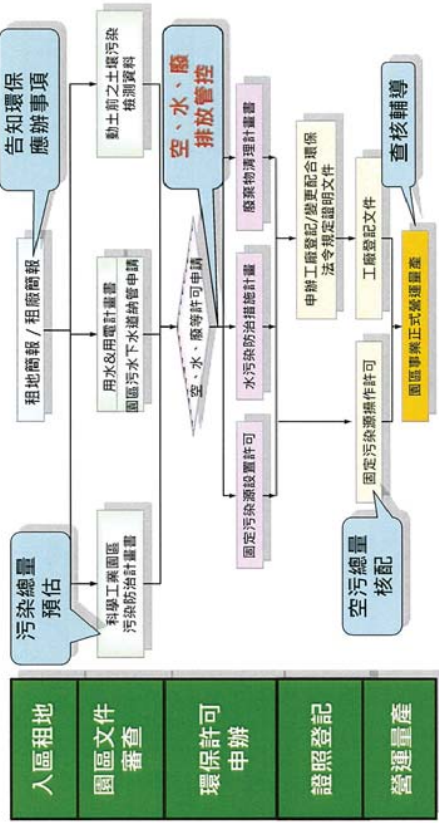 入區租地
園區文件
審查
環保許可
申辦
證照登記
營運量產
告知環保
應辦事項
租地簡報 / 租廠簡報
污染總量
預估
科學工業園區
污染防治計畫書
用水&用電計畫書
園區污水下水道納管申請
動土前之土壤污染
檢測資料
空、水、廢
排放管控
空、水、廢等許可申請
固定污染源設置許可
水污染防治措施計畫
廢棄物清理計畫書
申辦工廠登記/變更配合環保
法令規定證明文件
空污總量
核配
固定污染源操作許可
工廠登記文件
查核輔導
園區事業正式營運量產